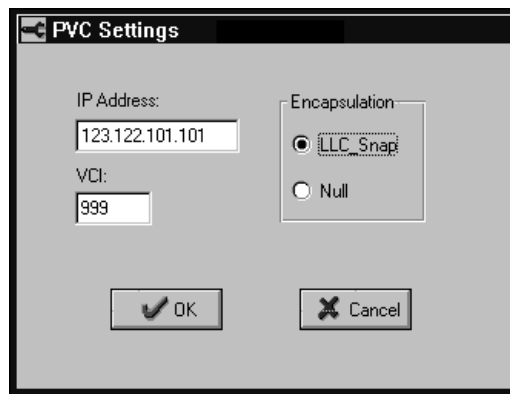 PVC Settings
IP Address:
123.122.101.101
VCI:
999
Encapsulation
LLC_Snap
Null
OK
Cancel